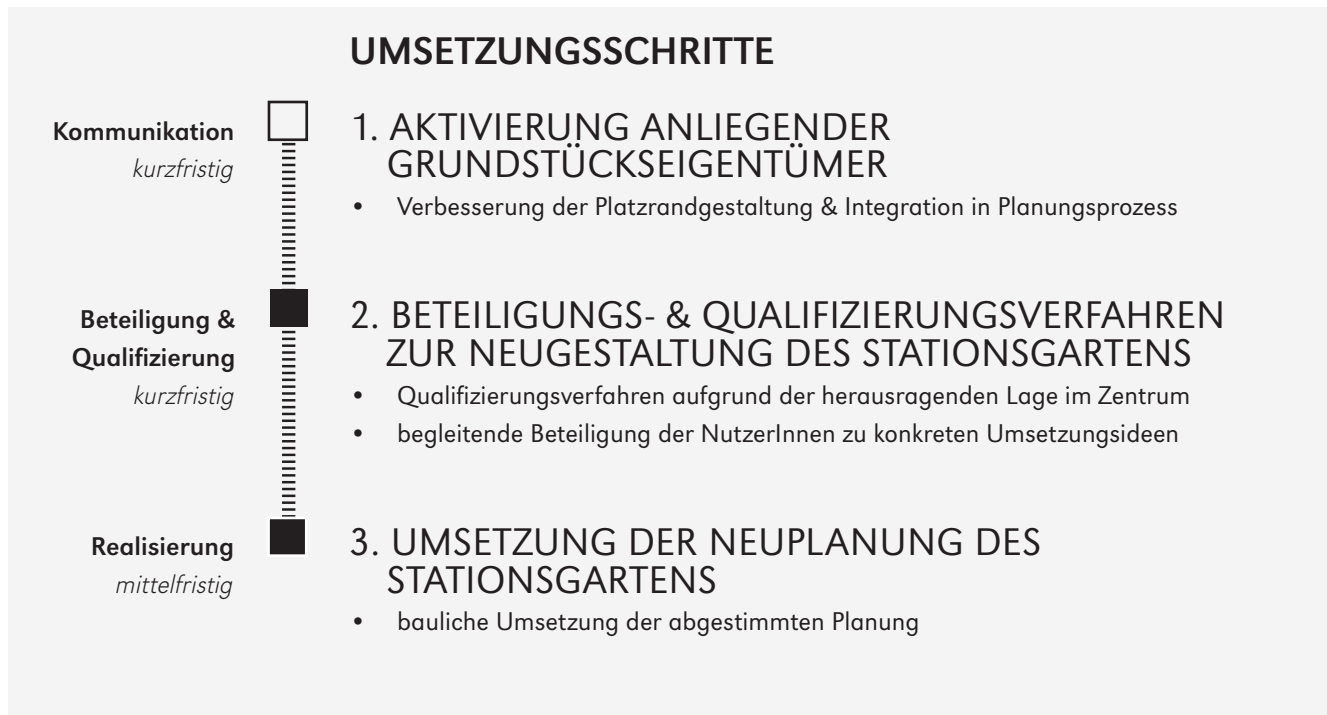 UMSETZUNGSSCHRITTE
Kommunikation
kurzfristig
1. AKTIVIERUNG ANLIEGENDER
GRUNDSTÜCKSEIGENTÜMER
• Verbesserung der Platzrandgestaltung & Integration in Planungsprozess
Beteiligung &
Qualifizierung
kurzfristig
2. BETEILIGUNGS- & QUALIFIZIERUNGSVERFAHREN
ZUR NEUGESTALTUNG DES STATIONSGARTENS
• Qualifizierungsverfahren aufgrund der herausragenden Lage im Zentrum
• begleitende Beteiligung der NutzerInnen zu konkreten Umsetzungsideen
Realisierung
mittelfristig
3. UMSETZUNG DER NEUPLANUNG DES
STATIONSGARTENS
• bauliche Umsetzung der abgestimmten Planung